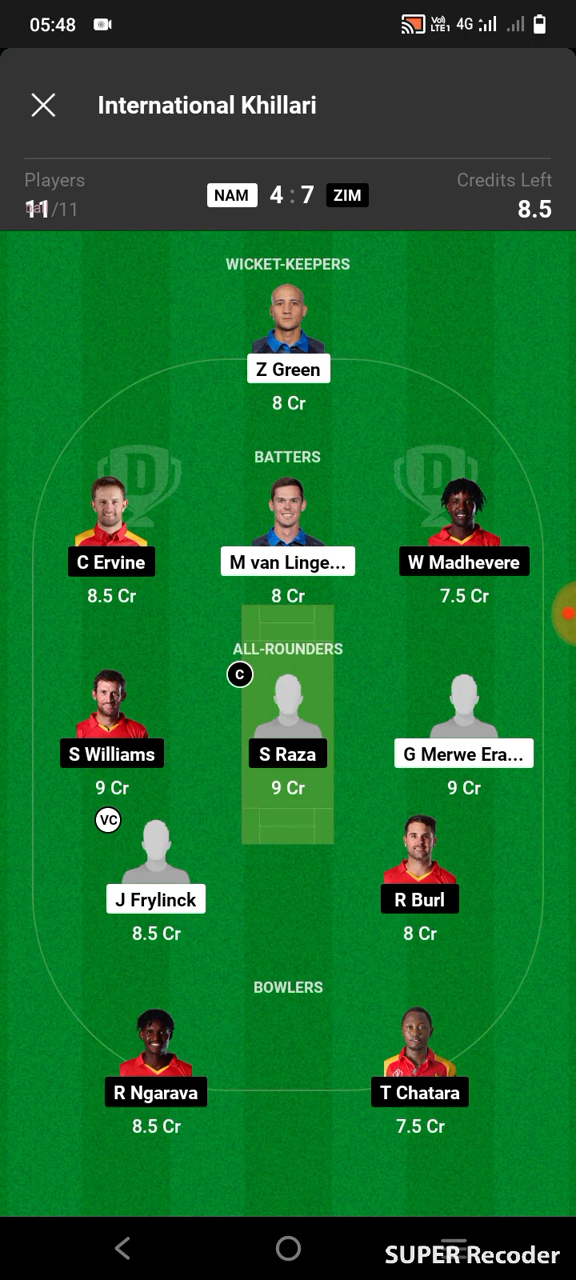 05:48
Vo)) LTE1 4G
International Khillari
Players
NAM 4 : 7 ZIM
Credits Left
11/11
8.5
WICKET-KEEPERS
Z Green
8 Cr
BATTERS
D D
C Ervine
M van Linge...
W Madhevere
8.5 Cr
8 Cr
7.5 Cr
ALL-ROUNDERS
C
S Williams
S Raza
G Merwe Era...
9 Cr
9 Cr
9 Cr
VC
J Frylinck
R Burl
8.5 Cr
8 Cr
BOWLERS
R Ngarava
T Chatara
8.5 Cr
7.5 Cr
SUPER Recoder